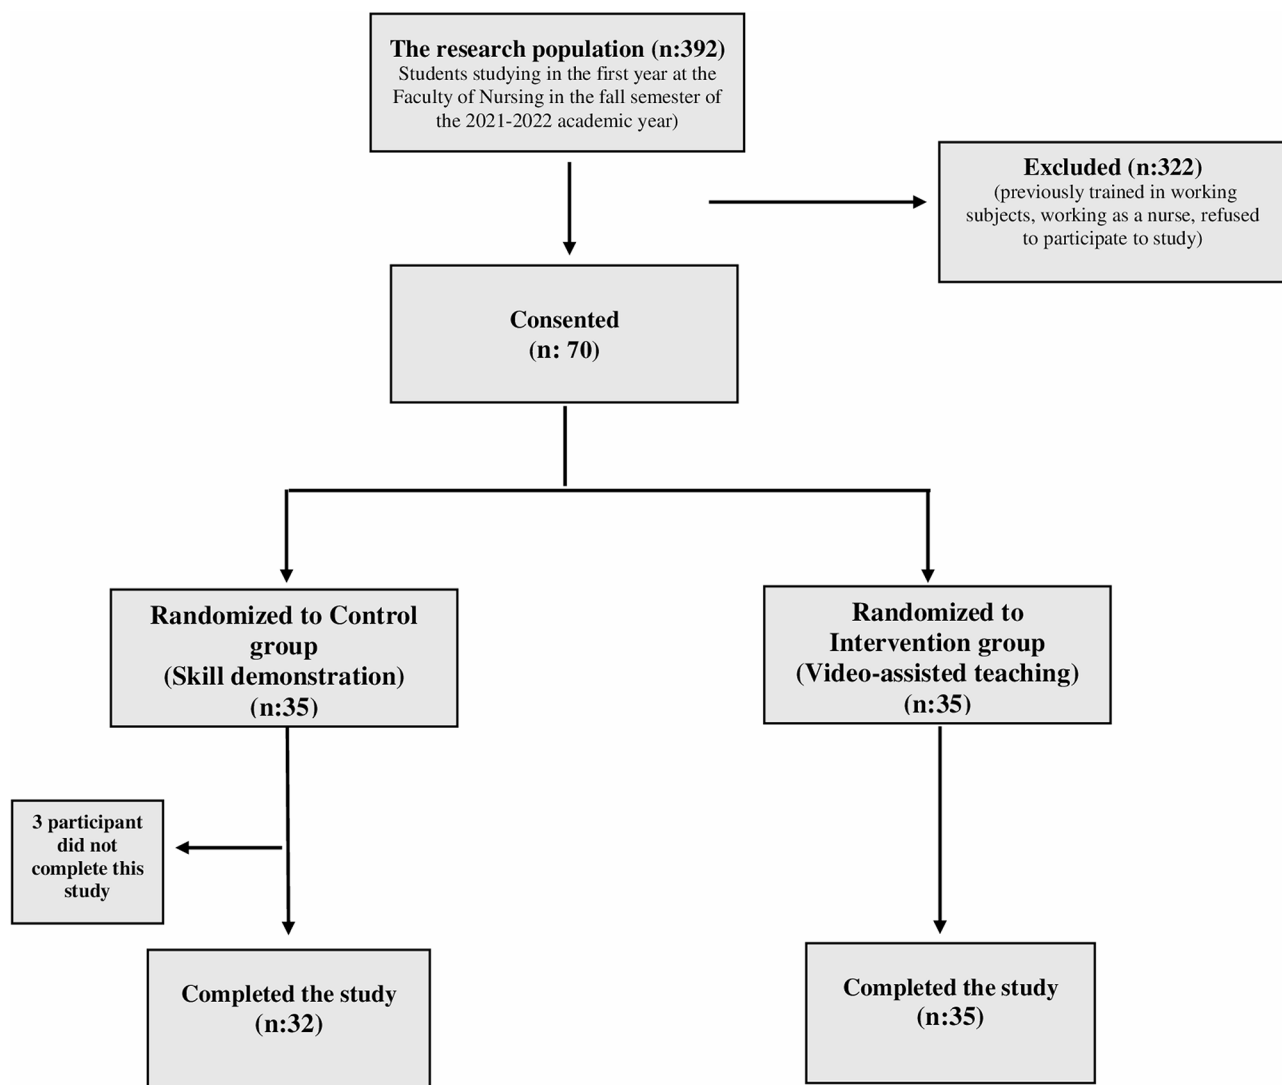 The research population (n:392)
Students studying in the first year at the
Faculty of Nursing in the fall semester of
the 2021-2022 academic year)
Excluded (n:322)
(previously trained in working
subjects, working as a nurse, refused
to participate to study)
Consented
(n: 70)
Randomized to Control
group
(Skill demonstration)
(n:35)
Randomized to
Intervention group
(Video-assisted teaching)
(n:35)
3 participant
did not
complete this
study
Completed the study
(n:32)
Completed the study
(n:35)